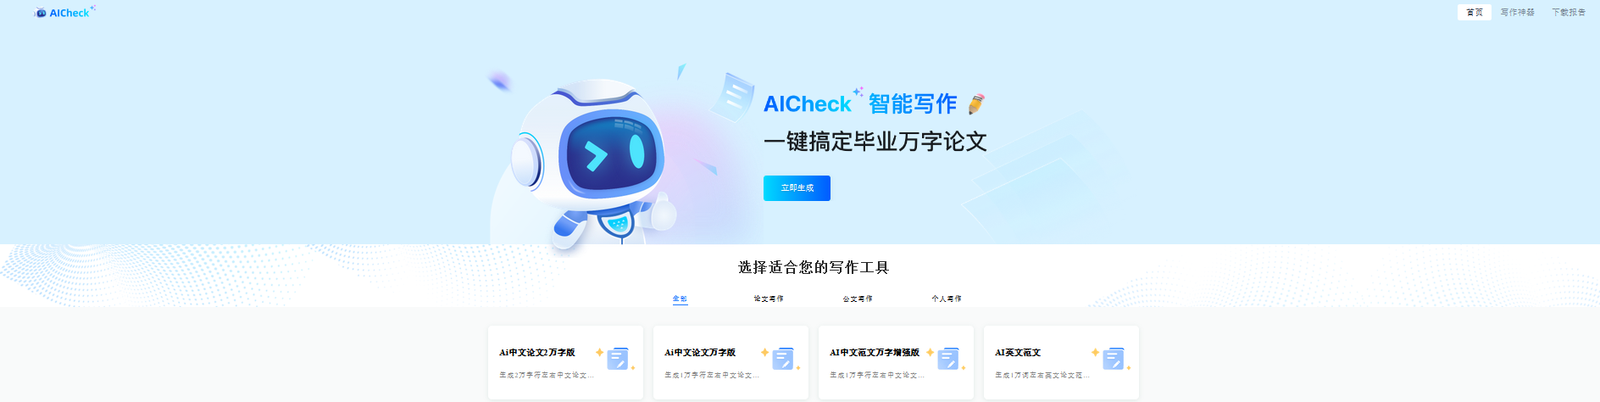 AICheck
首页 写作神器 下载报告
AICheck 智能写作
一键搞定毕业万字论文
立即生成
选择适合您的写作工具
全部 论文写作 公文写作 个人写作
Ai中文论文2万字版
生成2万字符左右中文论文...
Ai中文论文万字版
生成1万字符左右中文论文...
AI中文范文万字增强版
生成1万字符左右中文论文...
AI英文范文
生成1万词左右英文论文范...